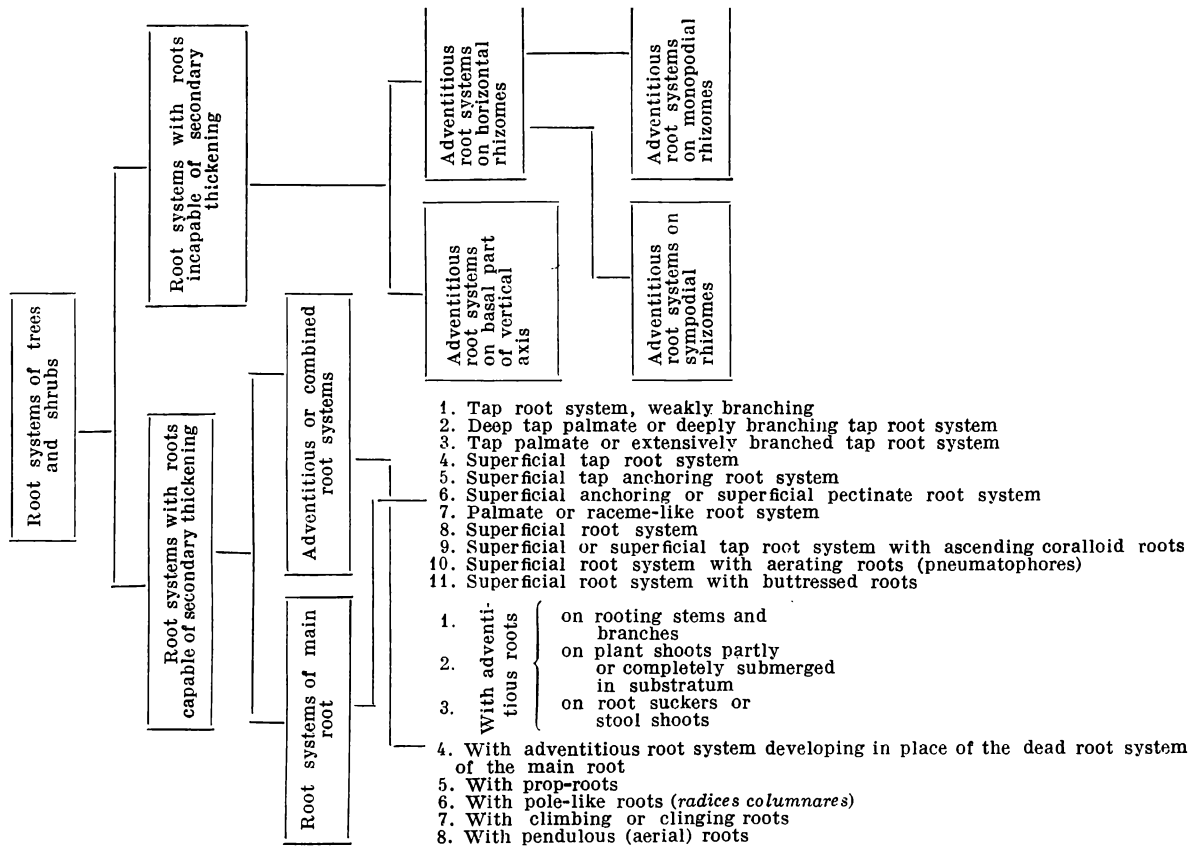 Root systems of trees
and shrubs
Root systems with roots
incapable of secondary
thickening
Root systems with roots
capable of secondary thickening
Adventitious or combined
root systems
Root systems of main
root
Adventitious
root systems
on horizontal
rhizomes
Adventitious
root systems
on basal part
of vertical
axis
Adventitious
root systems
on monopodial
rhizomes
Adventitious
root systems on
sympodial
rhizomes
1. Tap root system, weakly branching
2. Deep tap palmate or deeply branching tap root system
3. Tap palmate or extensively branched tap root system
4. Superficial tap root system
5. Superficial tap anchoring root system
6. Superficial anchoring or superficial pectinate root system
7. Palmate or raceme-like root system
8. Superficial root system
9. Superficial or superficial tap root system with ascending coralloid roots
10. Superficial root system with aerating roots (pneumatophores)
11. Superficial root system with buttressed roots
With adventi-
tious roots
1. on rooting stems and
branches
2. on plant shoots partly
or completely submerged
in substratum
3. on root suckers or
stool shoots
4. With adventitious root system developing in place of the dead root system
of the main root
5. With prop-roots
6. With pole-like roots (radices columnares)
7. With climbing or clinging roots
8. With pendulous (aerial) roots